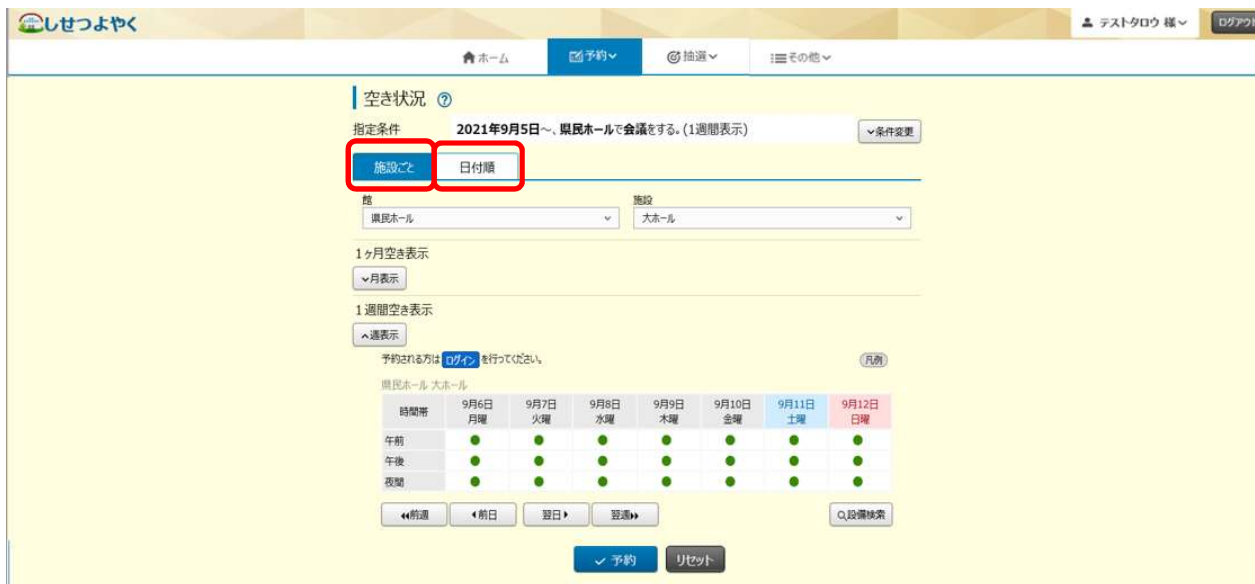 しせつよやく
テストタロウ 様
ログアウト
ホーム 予約 抽選 その他
空き状況 ?
指定条件 2021年9月5日～、県民ホールで会議をする。(1週間表示) 条件変更
施設ごと 日付順
館 施設
県民ホール 大ホール
1ヶ月空き表示
月表示
1週間空き表示
週表示
予約される方は ログイン を行ってください。 凡例
県民ホール 大ホール
時間帯 9月6日 9月7日 9月8日 9月9日 9月10日 9月11日 9月12日
月曜 火曜 水曜 木曜 金曜 土曜 日曜
午前 ● ● ● ● ● ● ●
午後 ● ● ● ● ● ● ●
夜間 ● ● ● ● ● ● ●
前週 前日 翌日 翌週 設備検索
予約 リセット